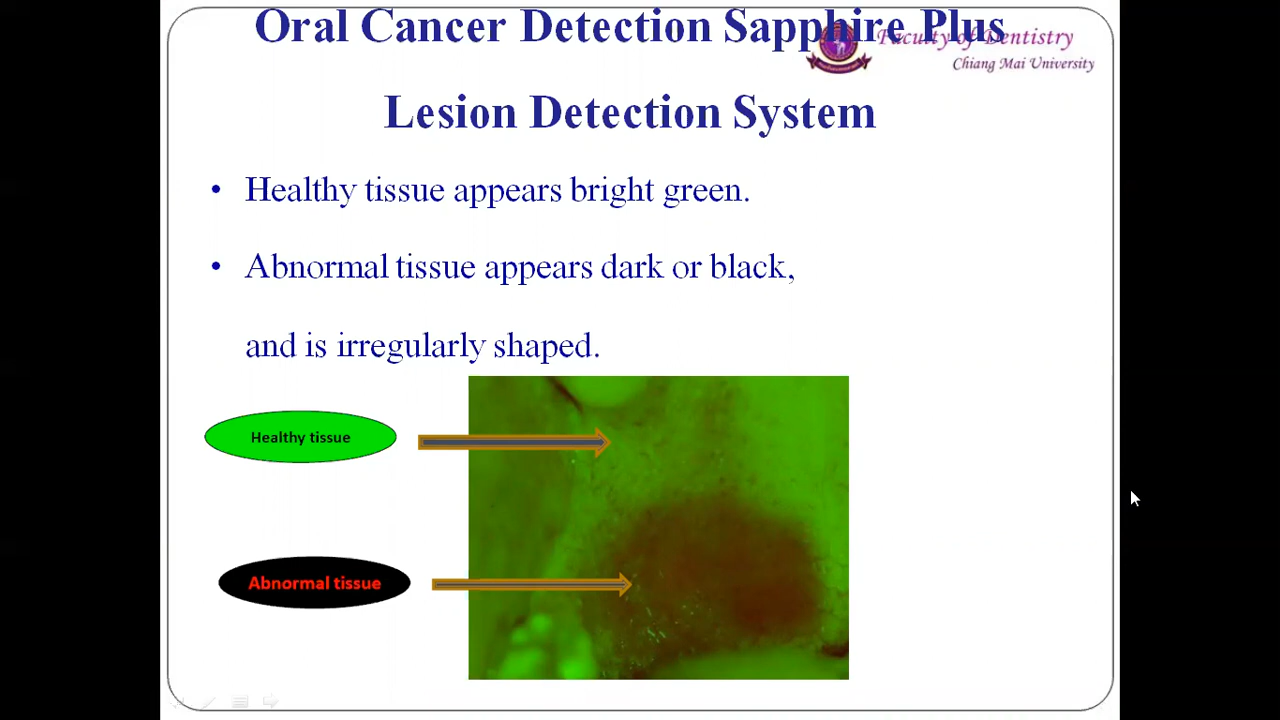 Oral Cancer Detection Sapphire Plus
Faculty of Dentistry
Chiang Mai University
Lesion Detection System
• Healthy tissue appears bright green.
• Abnormal tissue appears dark or black,
and is irregularly shaped.
Healthy tissue
Abnormal tissue